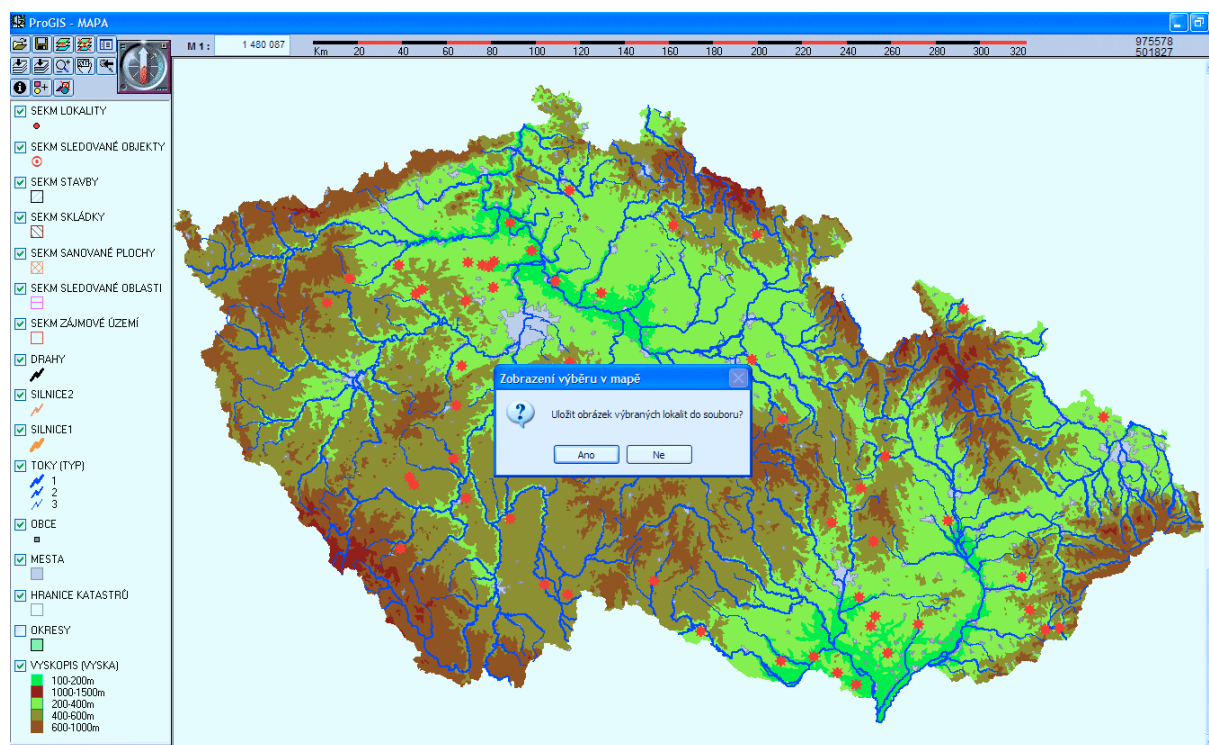 ProGIS - MAPA
M 1 : 1 480 087
Km 20 40 60 80 100 120 140 160 180 200 220 240 260 280 300 320
975578
501827
SEKM LOKALITY
SEKM SLEDOVANÉ OBJEKTY
SEKM STAVBY
SEKM SKLÁDKY
SEKM SANOVANÉ PLOCHY
SEKM SLEDOVANÉ OBLASTI
SEKM ZÁJMOVÉ ÚZEMÍ
DRAHY
SILNICE2
SILNICE1
TOKY (TYP)
1
2
3
OBCE
MESTA
HRANICE KATASTRŮ
OKRESY
VYSKOPIS (VYSKA)
100-200m
1000-1500m
200-400m
400-600m
600-1000m
Zobrazení výběru v mapě
Uložit obrázek výbraných lokalit do souboru?
Ano Ne